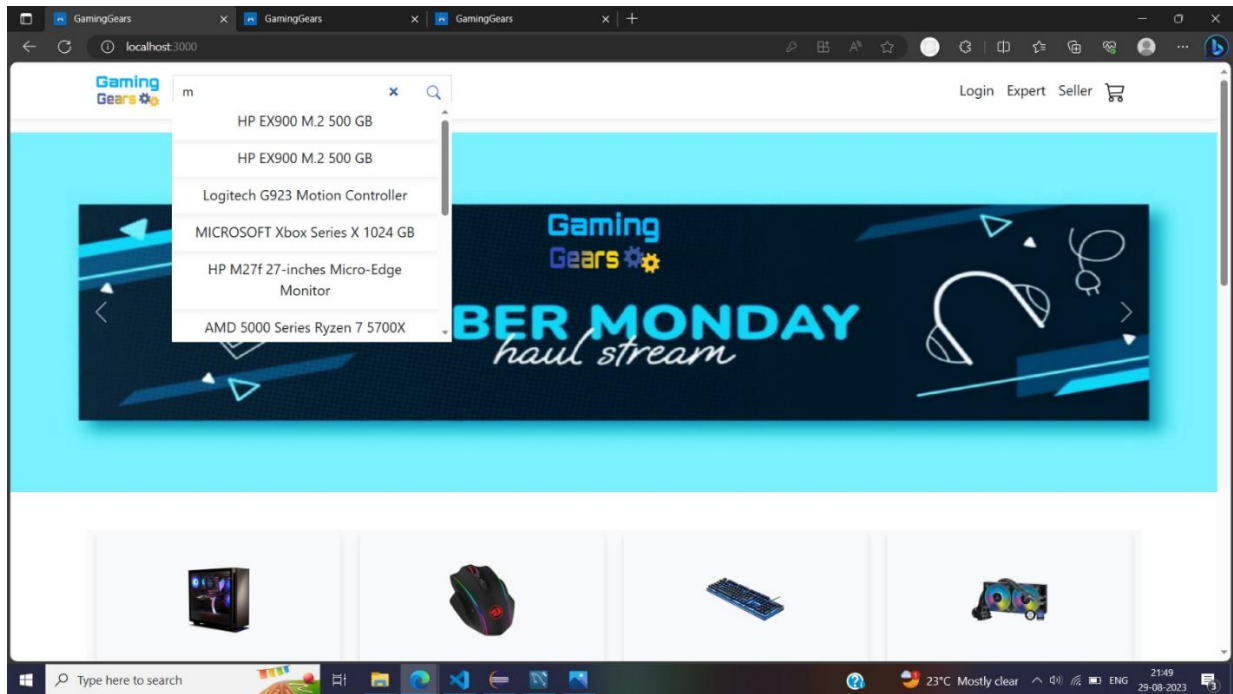 GamingGears
GamingGears
GamingGears
localhost:3000
Gaming
Gears
m
Login Expert Seller
HP EX900 M.2 500 GB
HP EX900 M.2 500 GB
Logitech G923 Motion Controller
MICROSOFT Xbox Series X 1024 GB
HP M27f 27-inches Micro-Edge
Monitor
AMD 5000 Series Ryzen 7 5700X
Gaming
Gears
BER MONDAY
haul stream
Type here to search
23°C Mostly clear
ENG
21:49
29-08-2023
3